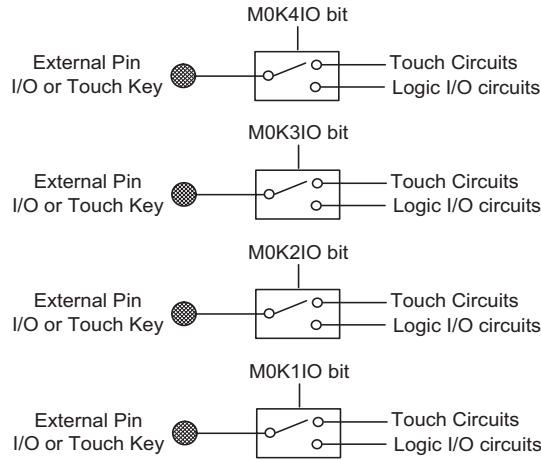 M0K4IO bit
External Pin
I/O or Touch Key
Touch Circuits
Logic I/O circuits
M0K3IO bit
External Pin
I/O or Touch Key
Touch Circuits
Logic I/O circuits
M0K2IO bit
External Pin
I/O or Touch Key
Touch Circuits
Logic I/O circuits
M0K1IO bit
External Pin
I/O or Touch Key
Touch Circuits
Logic I/O circuits